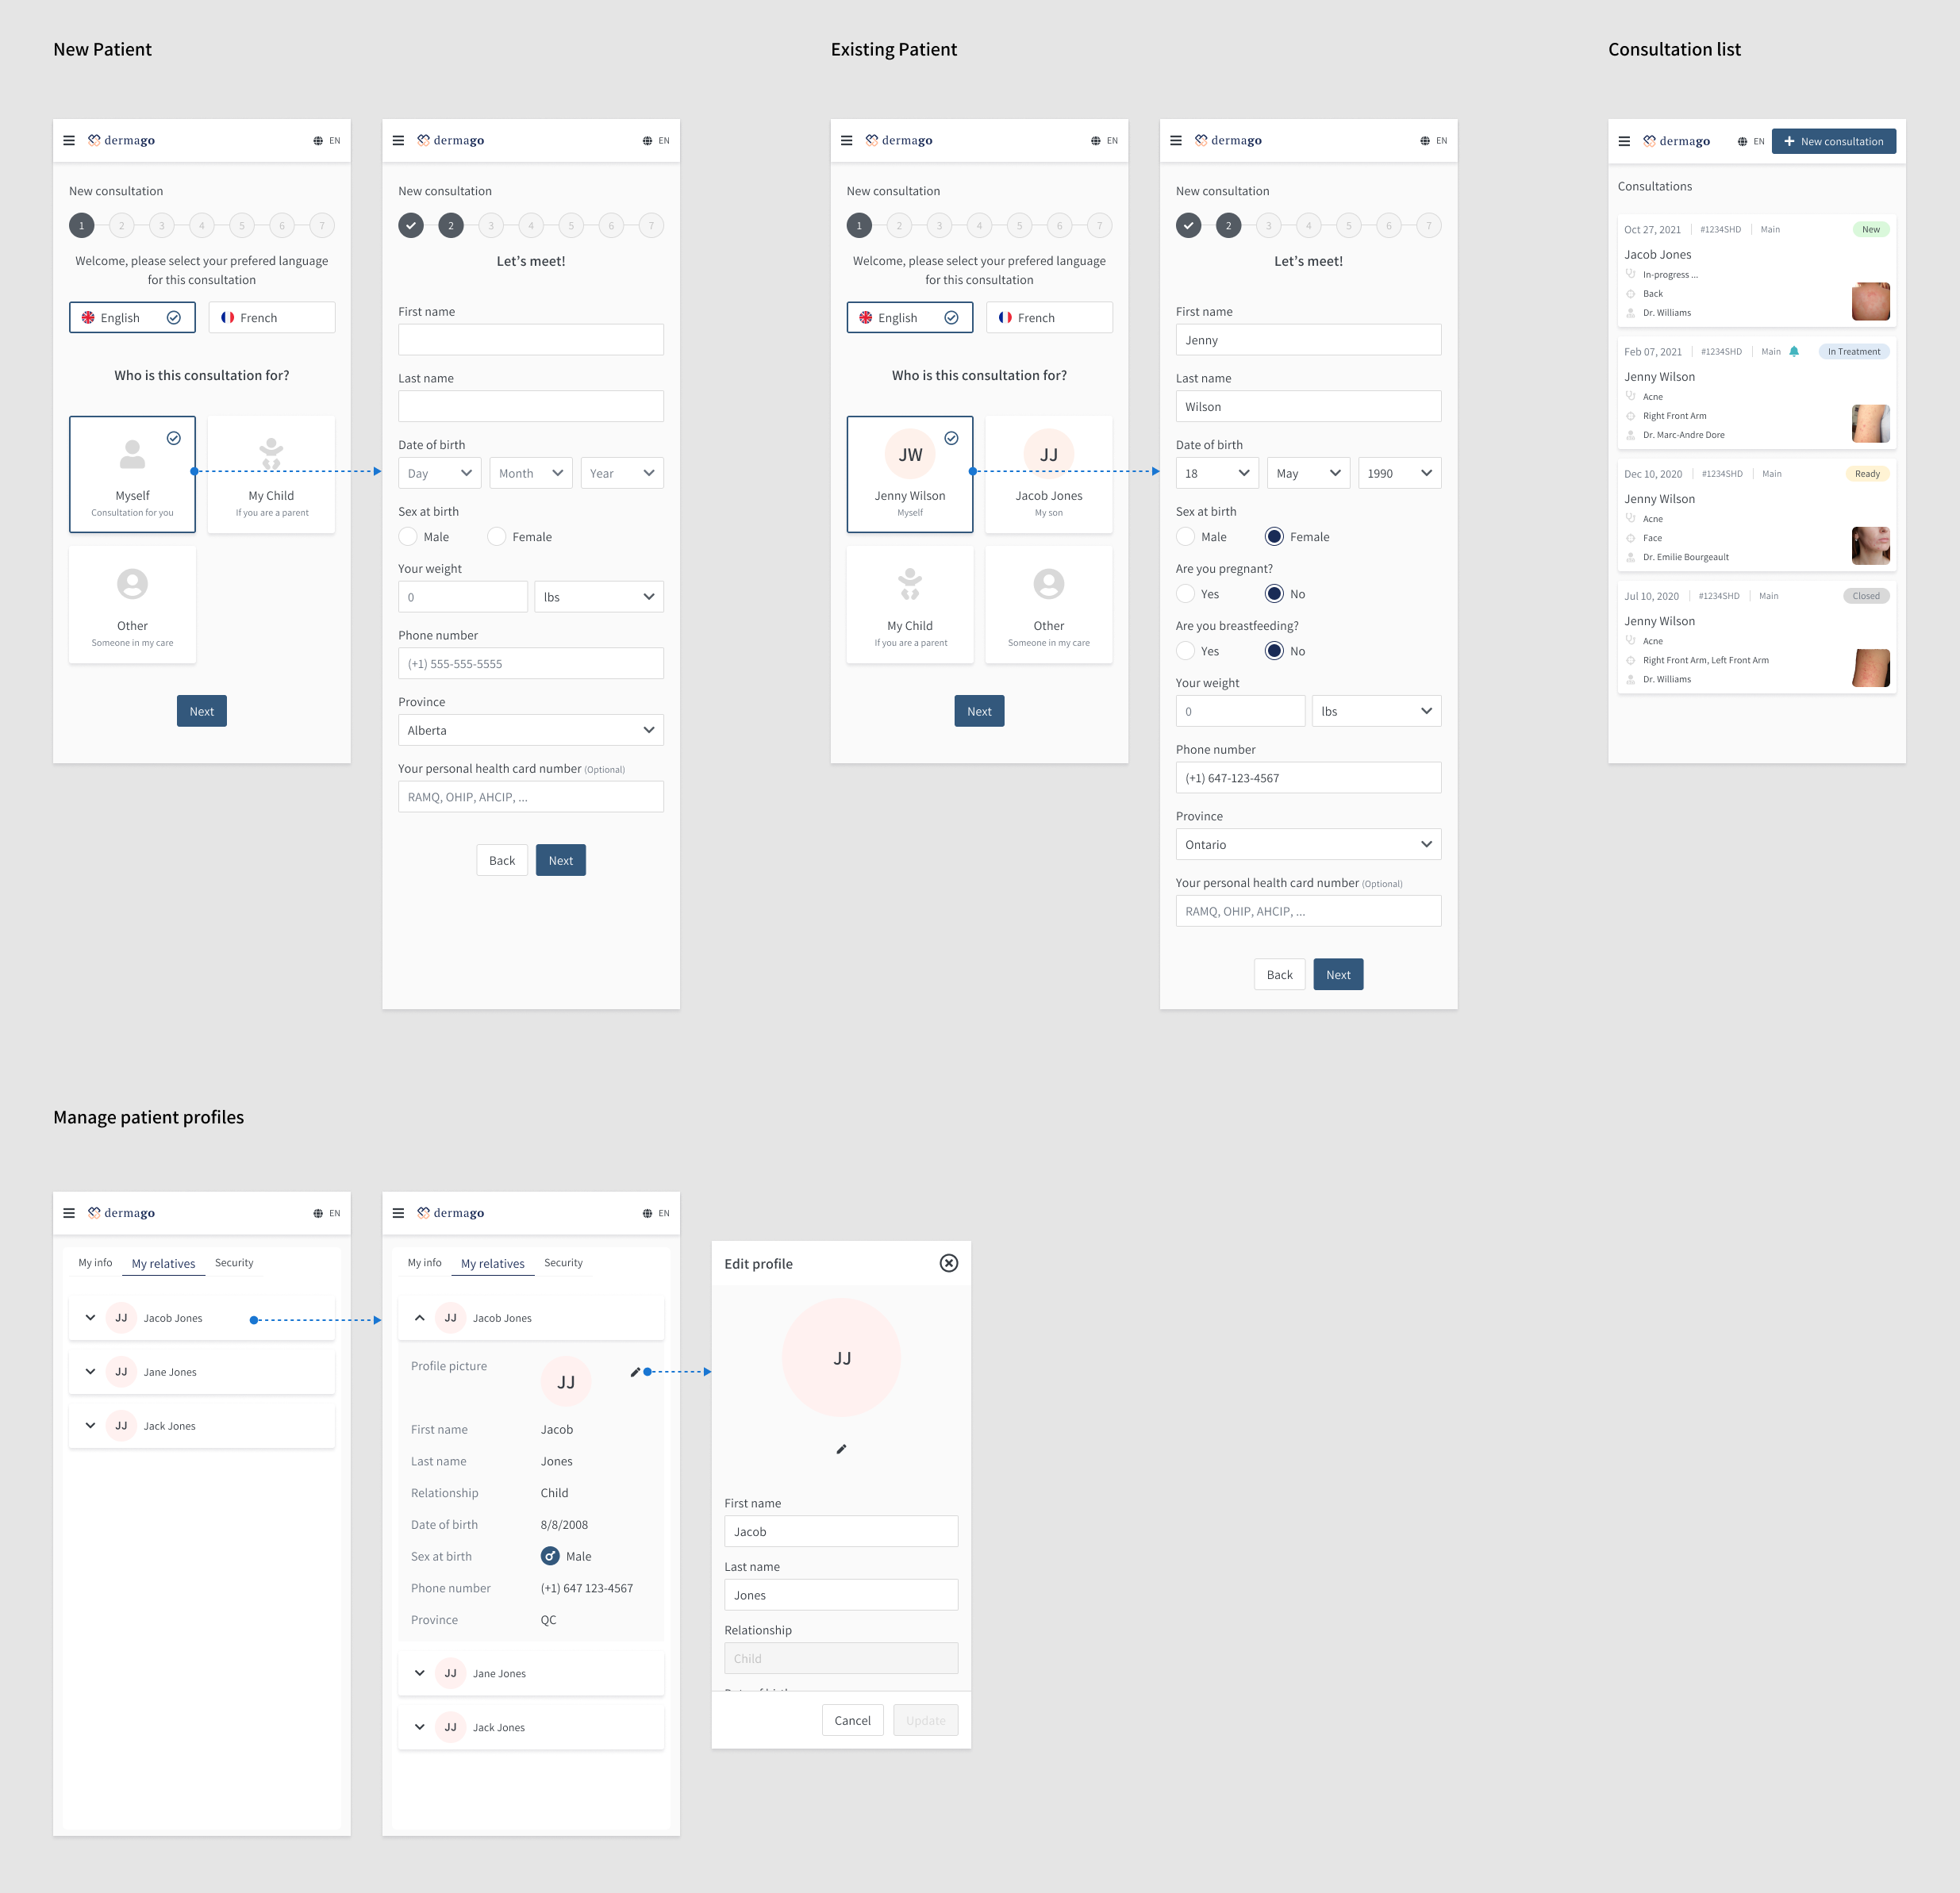 New Patient
dermago
EN
New consultation
1 2 3 4 5 6 7
Welcome, please select your prefered language
for this consultation
English
French
Who is this consultation for?
Myself
Consultation for you
My Child
If you are a parent
Other
Someone in my care
Next
dermago
EN
New consultation
2 3 4 5 6 7
Let's meet!
First name
Last name
Date of birth
Day Month Year
Sex at birth
Male Female
Your weight
0 lbs
Phone number
(+1) 555-555-5555
Province
Alberta
Your personal health card number (Optional)
RAMQ, OHIP, AHCIP, ...
Back Next
Existing Patient
dermago
EN
New consultation
1 2 3 4 5 6 7
Welcome, please select your prefered language
for this consultation
English
French
Who is this consultation for?
JW
Jenny Wilson
Myself
JJ
Jacob Jones
My son
My Child
If you are a parent
Other
Someone in my care
Next
dermago
EN
New consultation
2 3 4 5 6 7
Let's meet!
First name
Jenny
Last name
Wilson
Date of birth
18 May 1990
Sex at birth
Male Female
Are you pregnant?
Yes No
Are you breastfeeding?
Yes No
Your weight
0 lbs
Phone number
(+1) 647-123-4567
Province
Ontario
Your personal health card number (Optional)
RAMQ, OHIP, AHCIP, ...
Back Next
Consultation list
dermago
EN
New consultation
Consultations
Oct 27, 2021 #1234SHD Main New
Jacob Jones
In-progress ...
Back
Dr. Williams
Feb 07, 2021 #1234SHD Main In Treatment
Jenny Wilson
Acne
Right Front Arm
Dr. Marc-Andre Dore
Dec 10, 2020 #1234SHD Main Ready
Jenny Wilson
Acne
Face
Dr. Emilie Bourgeault
Jul 10, 2020 #1234SHD Main Closed
Jenny Wilson
Acne
Right Front Arm, Left Front Arm
Dr. Williams
Manage patient profiles
dermago
EN
My info My relatives Security
JJ Jacob Jones
JJ Jane Jones
JJ Jack Jones
dermago
EN
My info My relatives Security
JJ Jacob Jones
Profile picture JJ
First name Jacob
Last name Jones
Relationship Child
Date of birth 8/8/2008
Sex at birth Male
Phone number (+1) 647 123-4567
Province QC
JJ Jane Jones
JJ Jack Jones
Edit profile
JJ
First name
Jacob
Last name
Jones
Relationship
Child
Cancel Update